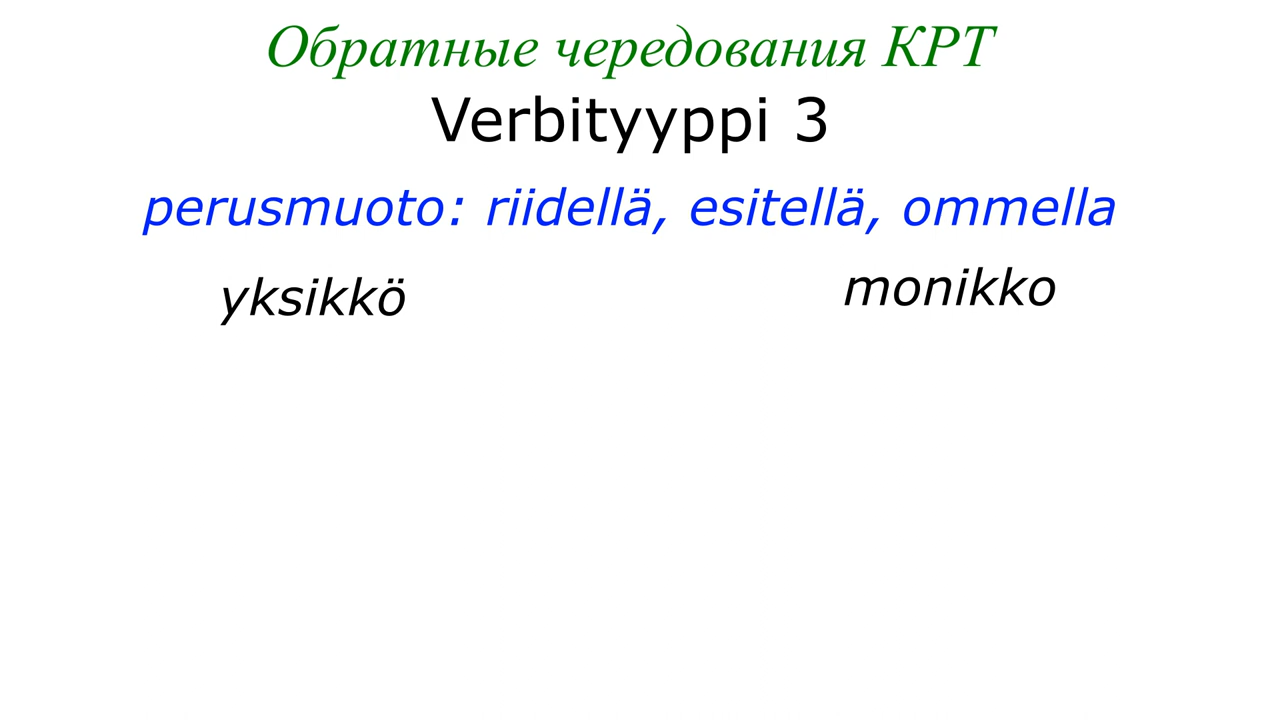 Обратные чередования КРТ
Verbityyppi 3
perusmuoto: riidellä, esitellä, ommella
yksikkö
monikko